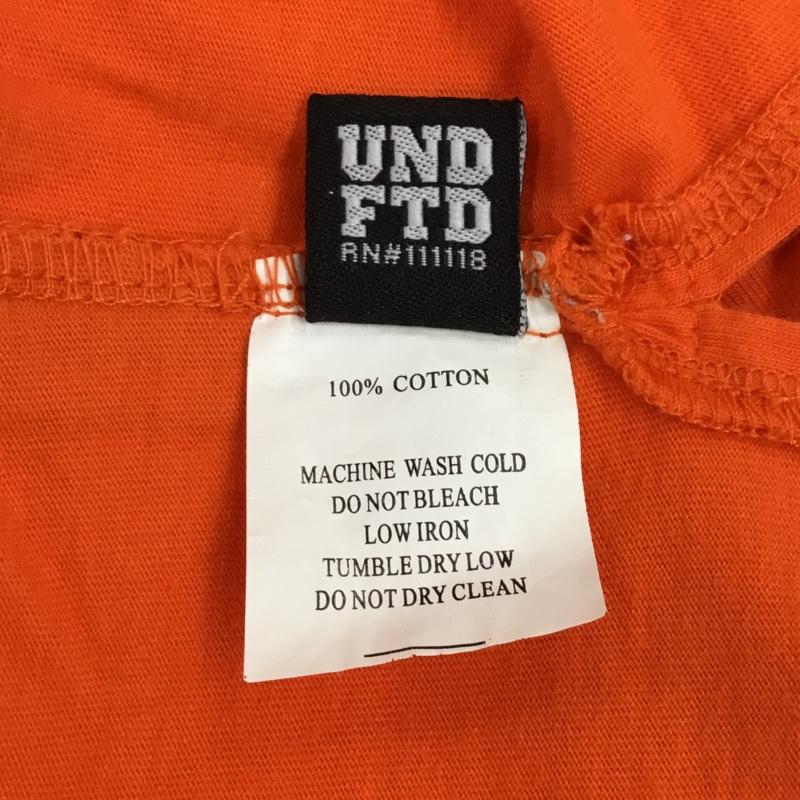 UND
FTD
RN#111118
100% COTTON
MACHINE WASH COLD
DO NOT BLEACH
LOW IRON
TUMBLE DRY LOW
DO NOT DRY CLEAN